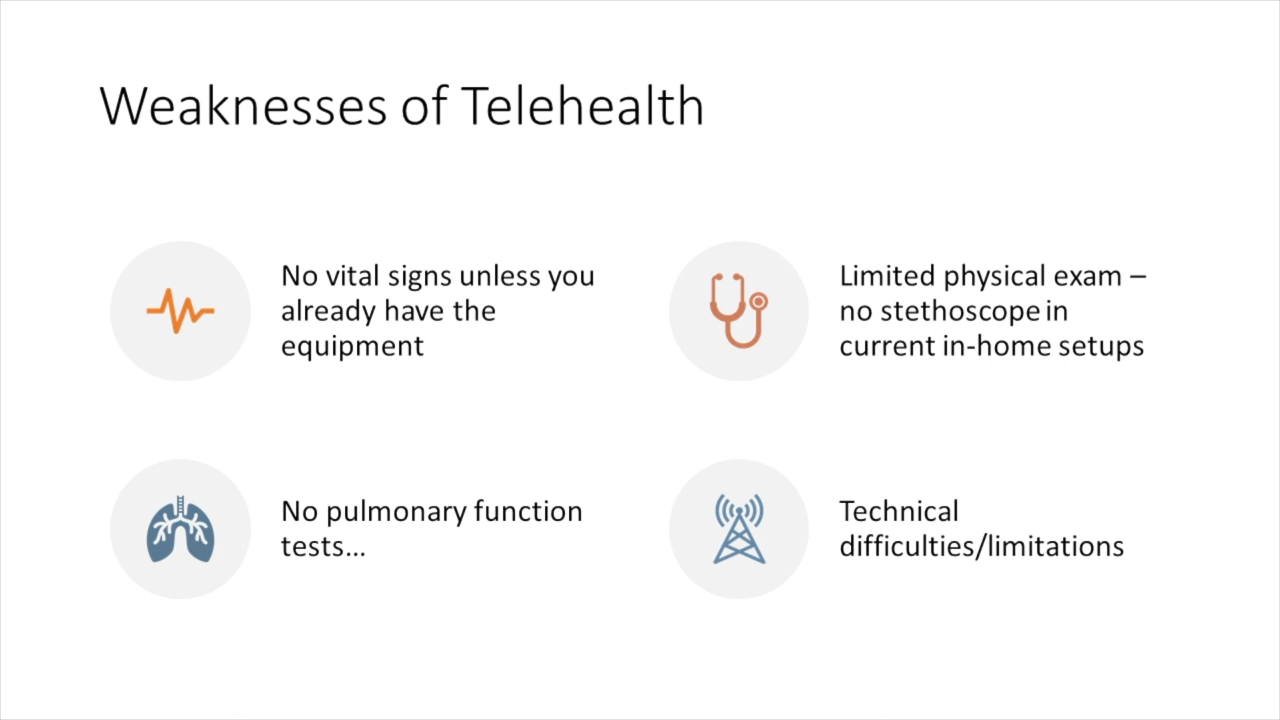 Weaknesses of Telehealth
No vital signs unless you
already have the
equipment
Limited physical exam –
no stethoscope in
current in-home setups
No pulmonary function
tests...
Technical
difficulties/limitations